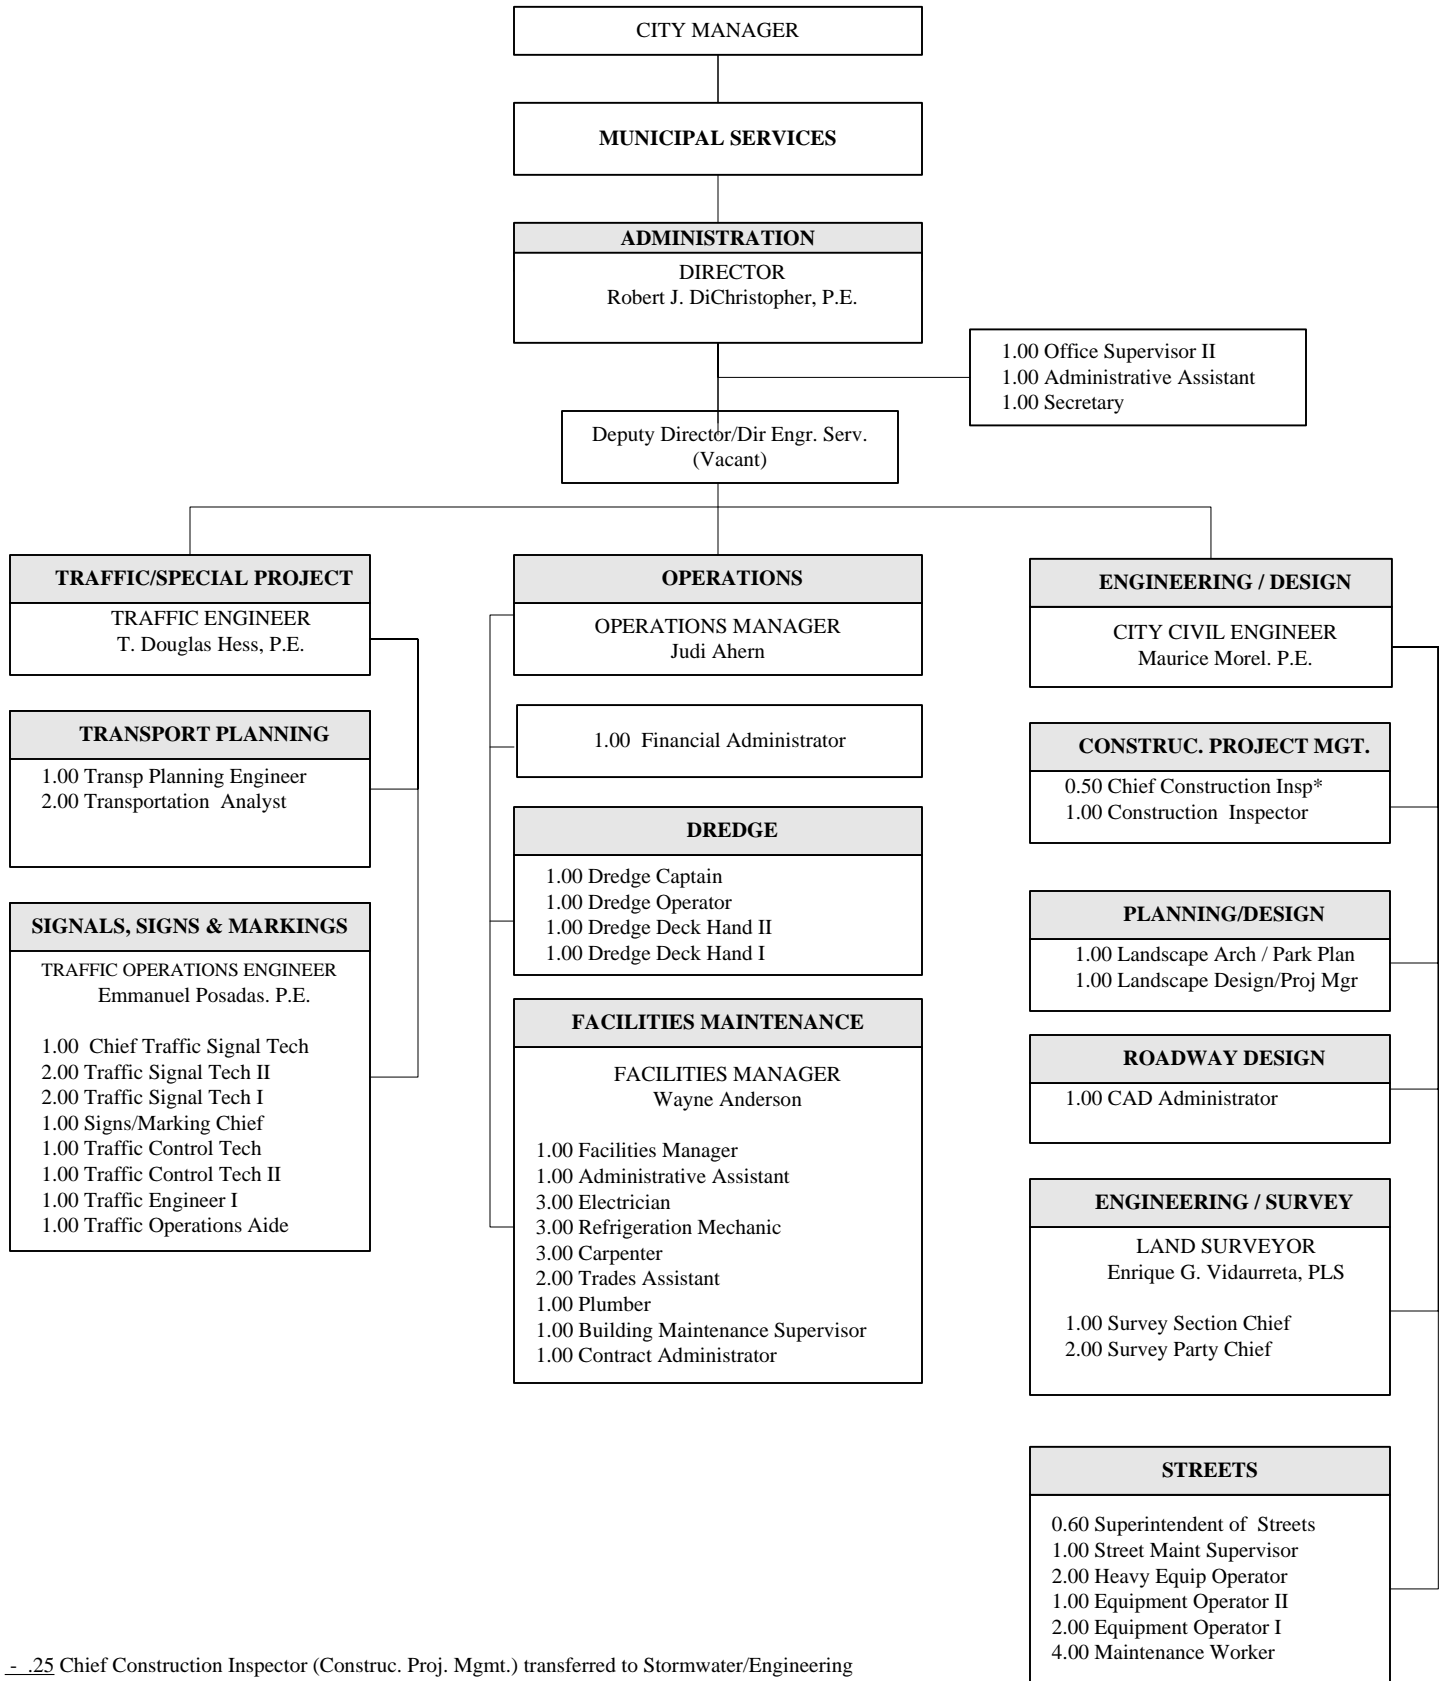 CITY MANAGER
MUNICIPAL SERVICES
ADMINISTRATION
DIRECTOR
Robert J. DiChristopher, P.E.
1.00 Office Supervisor II
1.00 Administrative Assistant
1.00 Secretary
Deputy Director/Dir Engr. Serv.
(Vacant)
TRAFFIC/SPECIAL PROJECT
TRAFFIC ENGINEER
T. Douglas Hess, P.E.
TRANSPORT PLANNING
1.00 Transp Planning Engineer
2.00 Transportation Analyst
SIGNALS, SIGNS & MARKINGS
TRAFFIC OPERATIONS ENGINEER
Emmanuel Posadas. P.E.
1.00 Chief Traffic Signal Tech
2.00 Traffic Signal Tech II
2.00 Traffic Signal Tech I
1.00 Signs/Marking Chief
1.00 Traffic Control Tech
1.00 Traffic Control Tech II
1.00 Traffic Engineer I
1.00 Traffic Operations Aide
OPERATIONS
OPERATIONS MANAGER
Judi Ahern
1.00 Financial Administrator
DREDGE
1.00 Dredge Captain
1.00 Dredge Operator
1.00 Dredge Deck Hand II
1.00 Dredge Deck Hand I
FACILITIES MAINTENANCE
FACILITIES MANAGER
Wayne Anderson
1.00 Facilities Manager
1.00 Administrative Assistant
3.00 Electrician
3.00 Refrigeration Mechanic
3.00 Carpenter
2.00 Trades Assistant
1.00 Plumber
1.00 Building Maintenance Supervisor
1.00 Contract Administrator
ENGINEERING / DESIGN
CITY CIVIL ENGINEER
Maurice Morel. P.E.
CONSTRUC. PROJECT MGT.
0.50 Chief Construction Insp*
1.00 Construction Inspector
PLANNING/DESIGN
1.00 Landscape Arch / Park Plan
1.00 Landscape Design/Proj Mgr
ROADWAY DESIGN
1.00 CAD Administrator
ENGINEERING / SURVEY
LAND SURVEYOR
Enrique G. Vidaurreta, PLS
1.00 Survey Section Chief
2.00 Survey Party Chief
STREETS
0.60 Superintendent of Streets
1.00 Street Maint Supervisor
2.00 Heavy Equip Operator
1.00 Equipment Operator II
2.00 Equipment Operator I
4.00 Maintenance Worker
- .25 Chief Construction Inspector (Construc. Proj. Mgmt.) transferred to Stormwater/Engineering